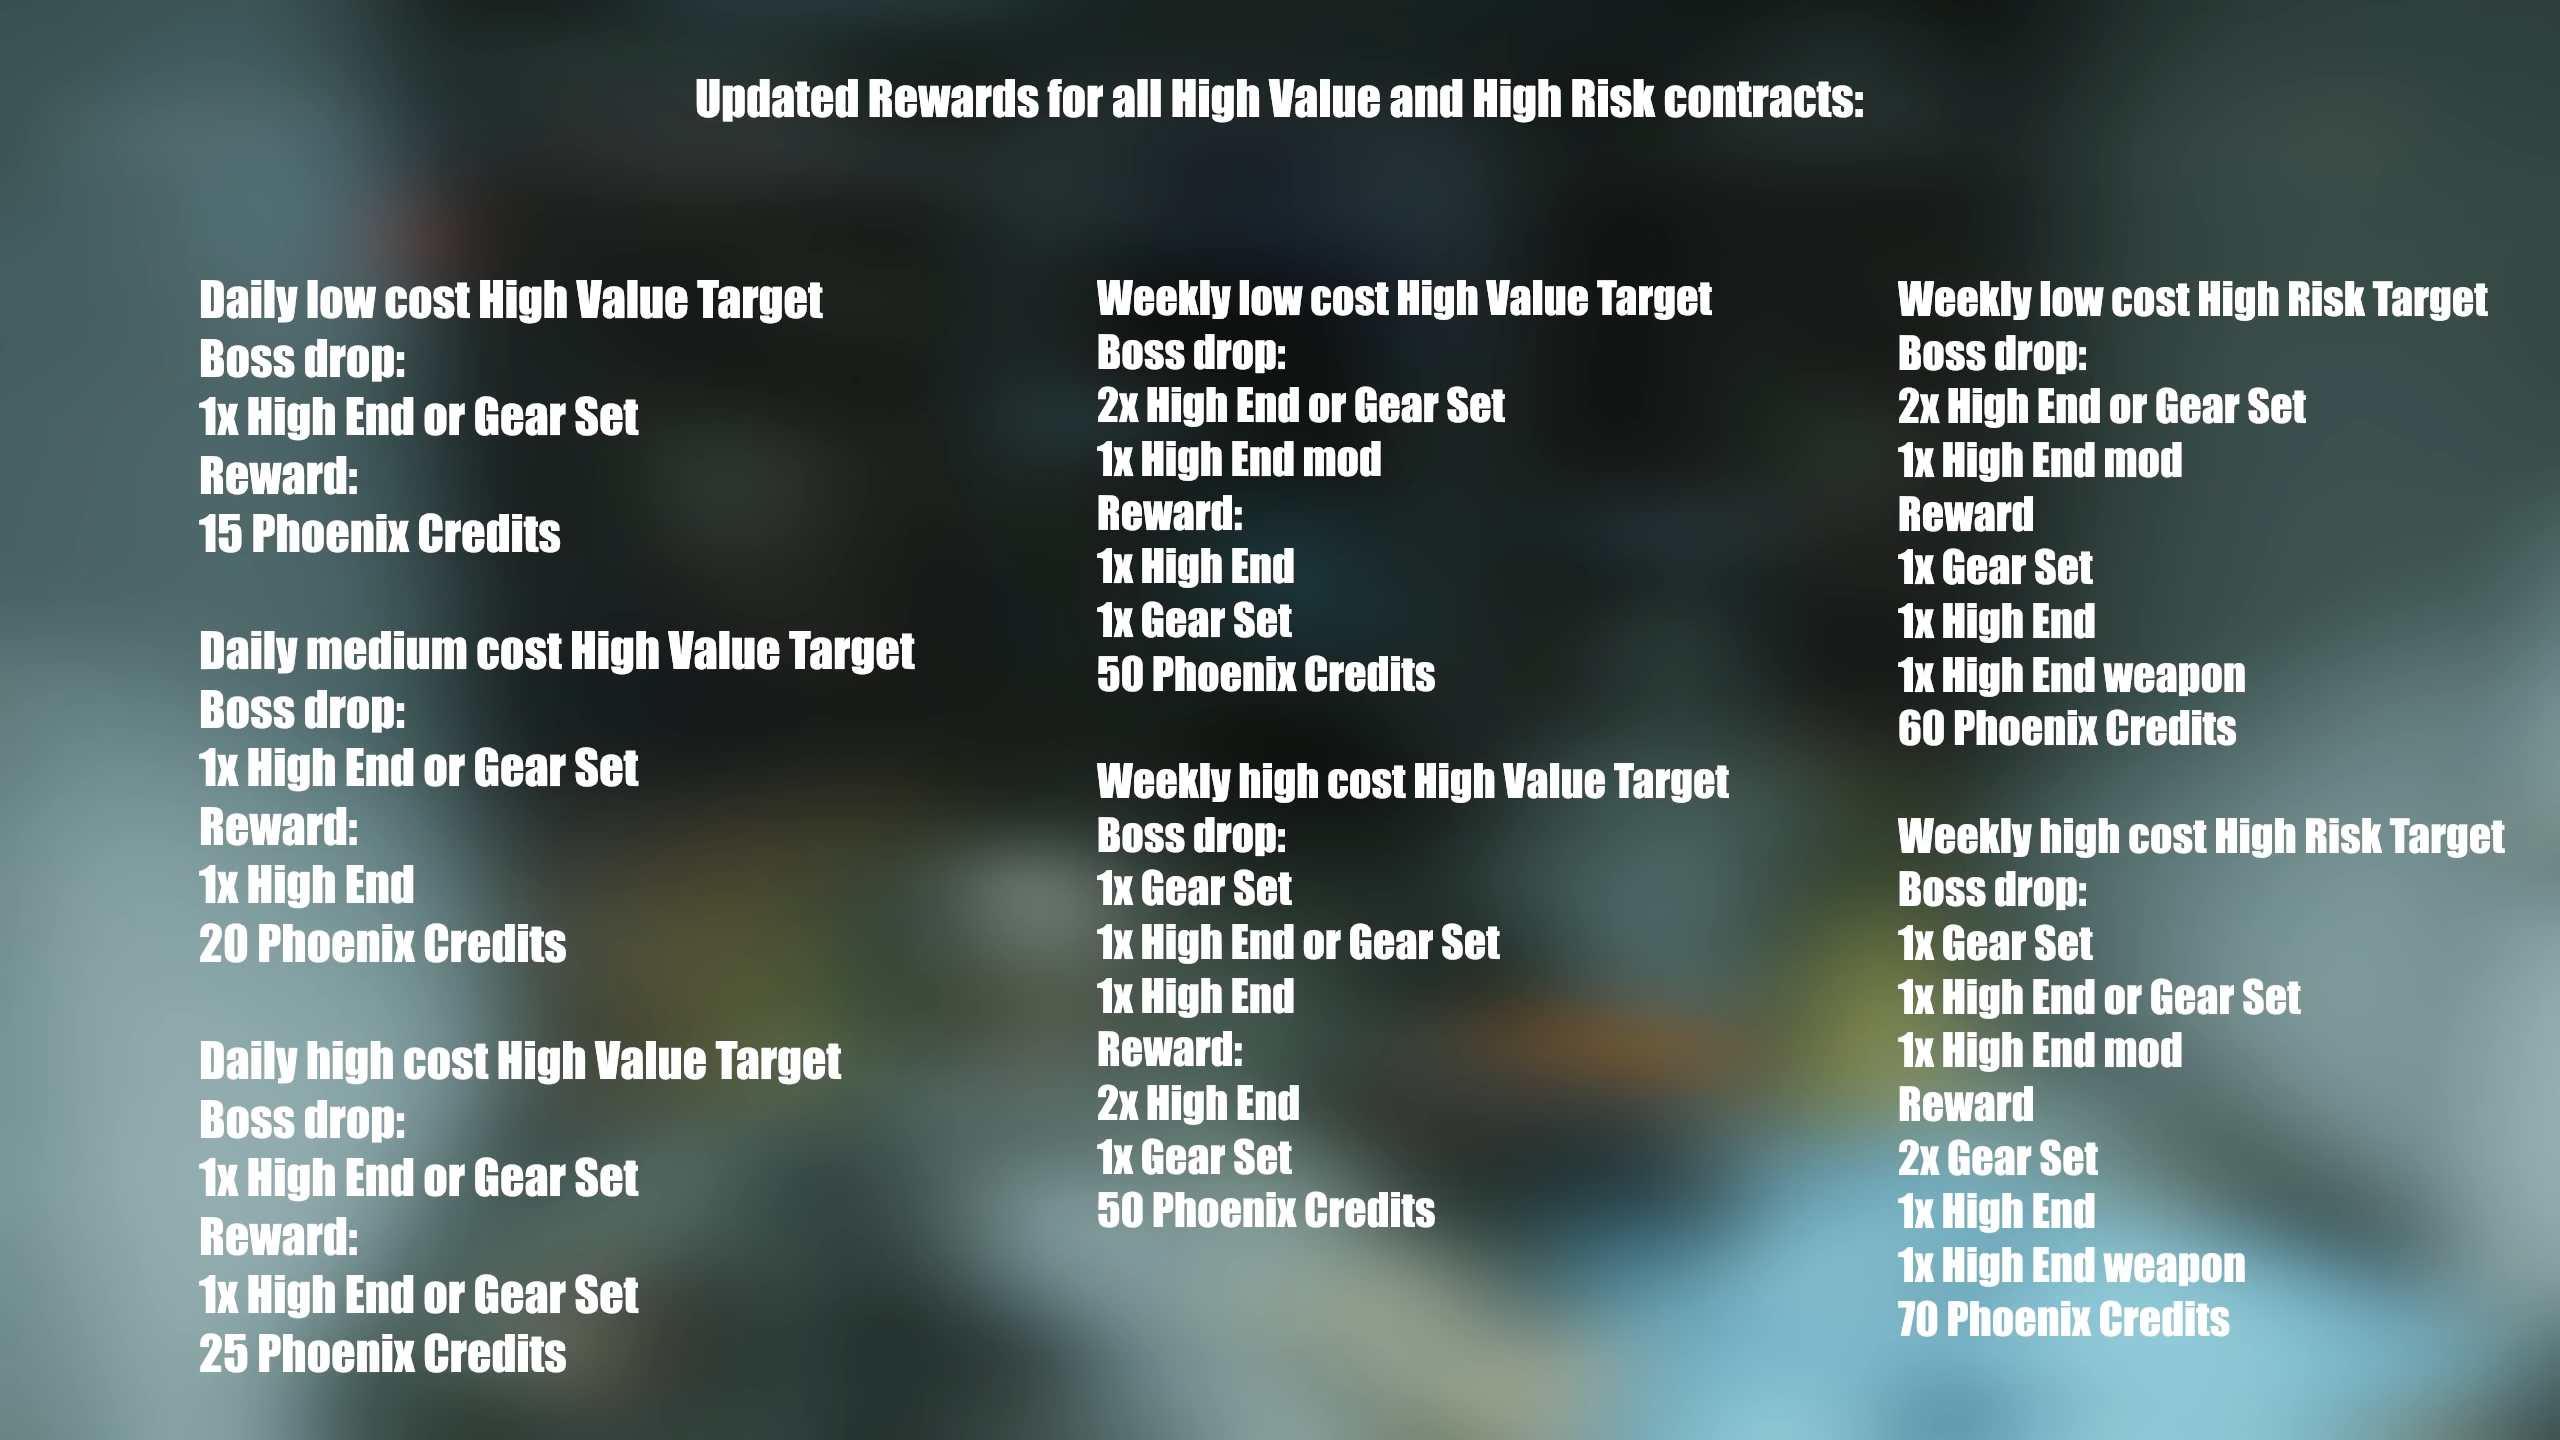 Updated Rewards for all High Value and High Risk contracts:
Daily low cost High Value Target
Boss drop:
1x High End or Gear Set
Reward:
15 Phoenix Credits
Daily medium cost High Value Target
Boss drop:
1x High End or Gear Set
Reward:
1x High End
20 Phoenix Credits
Daily high cost High Value Target
Boss drop:
1x High End or Gear Set
Reward:
1x High End or Gear Set
25 Phoenix Credits
Weekly low cost High Value Target
Boss drop:
2x High End or Gear Set
1x High End mod
Reward:
1x High End
1x Gear Set
50 Phoenix Credits
Weekly high cost High Value Target
Boss drop:
1x Gear Set
1x High End or Gear Set
1x High End
Reward:
2x High End
1x Gear Set
50 Phoenix Credits
Weekly low cost High Risk Target
Boss drop:
2x High End or Gear Set
1x High End mod
Reward
1x Gear Set
1x High End
1x High End weapon
60 Phoenix Credits
Weekly high cost High Risk Target
Boss drop:
1x Gear Set
1x High End or Gear Set
1x High End mod
Reward
2x Gear Set
1x High End
1x High End weapon
70 Phoenix Credits